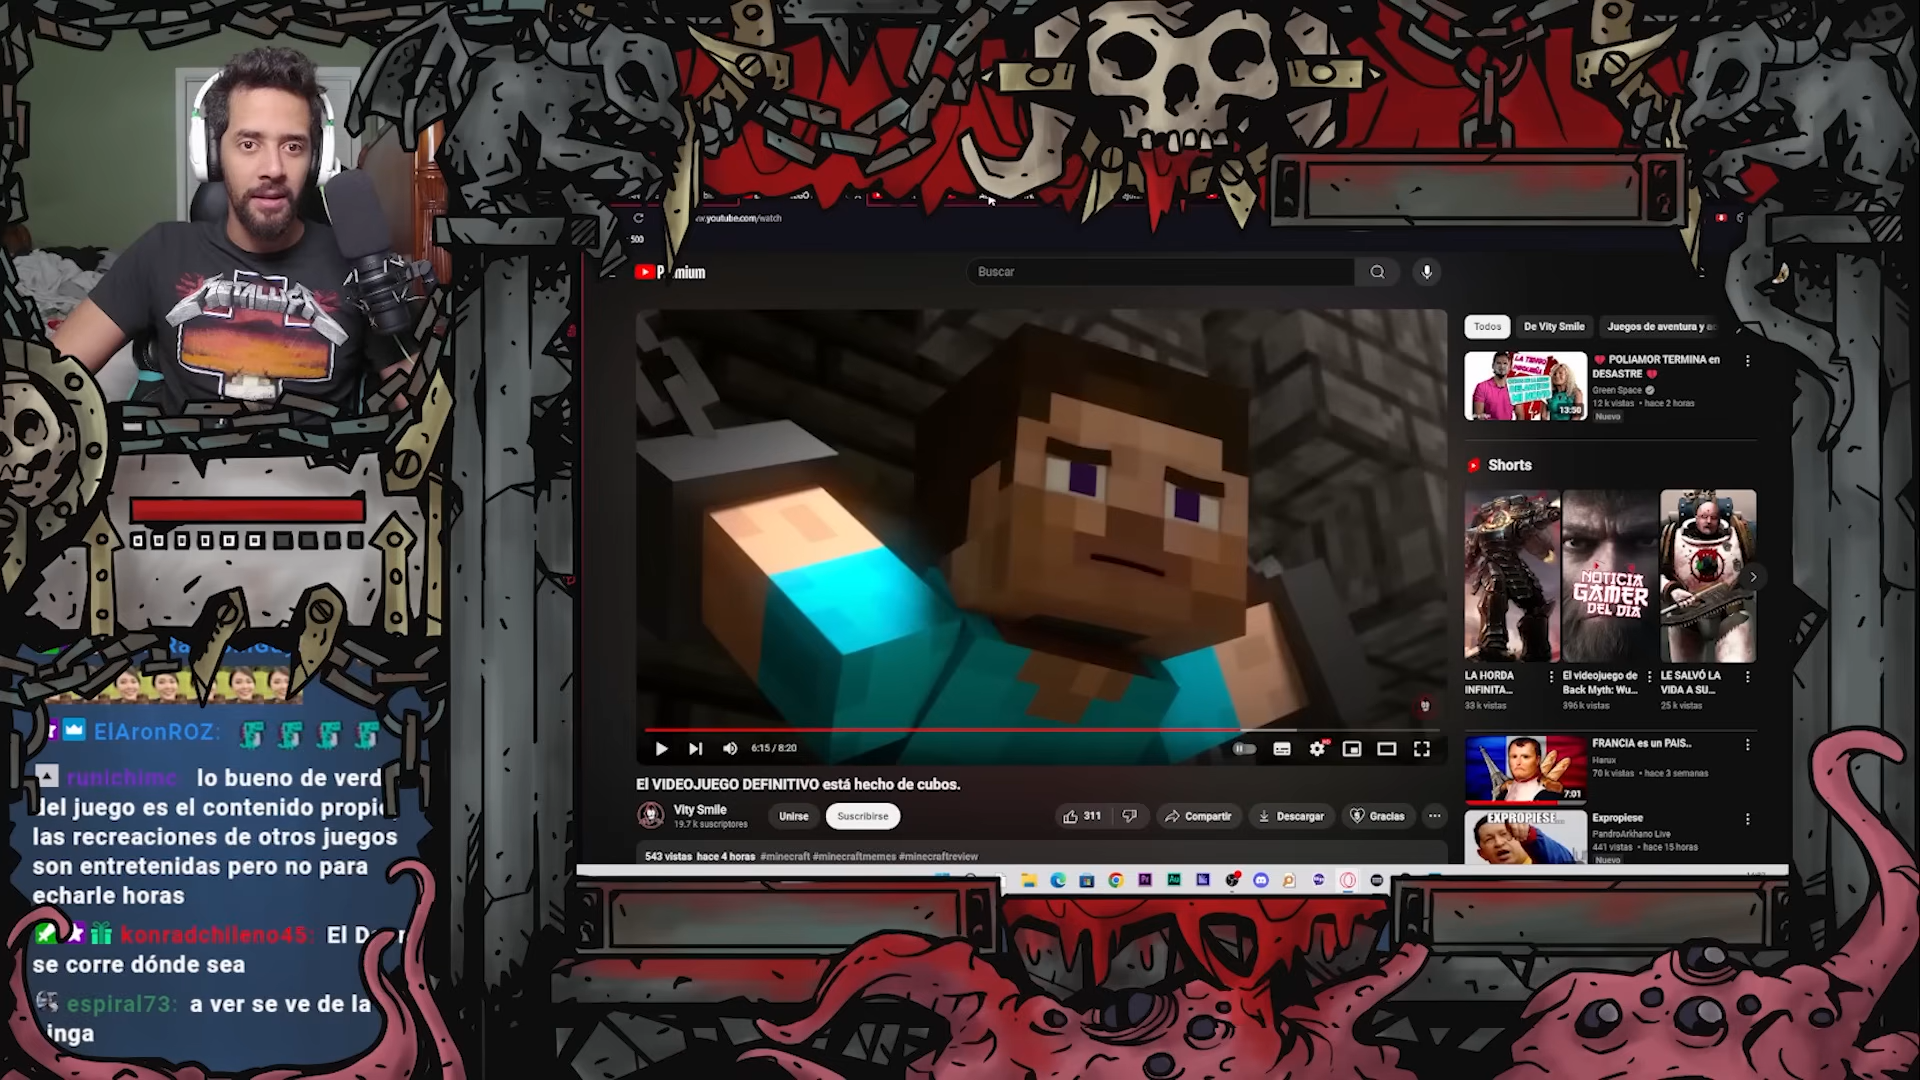 METALLICA
youtube.com/watch
500
Buscar
Todos
De Vity Smile
Juegos de aventura y
POLIAMOR TERMINA en
DESASTRE
Green Space
12 k vistas • hace 2 horas
Nuevo
13:50
Shorts
NOTICIA
GAMER
DEL DIA
LA HORDA
INFINITA...
33 k vistas
El videojuego de
Back Myth: Wu...
396 k vistas
LE SALVÓ LA
VIDA A SU...
25 k vistas
6:15 / 8:20
El VIDEOJUEGO DEFINITIVO está hecho de cubos.
Vity Smile
19.7 k suscriptores
Unirse
Suscribirse
311
Compartir
Descargar
Gracias
543 vistas hace 4 horas #minecraft #minecraftmemes #minecraftreview
FRANCIA es un PAIS..
Harux
70 k vistas • hace 3 semanas
7:01
EXPROPIESE
Expropiese
PandroArkhano Live
441 vistas • hace 15 horas
Nuevo
ElAronROZ:
runichimc: lo bueno de verd
del juego es el contenido propio
las recreaciones de otros juegos
son entretenidas pero no para
echarle horas
konradchileno45: El
se corre dónde sea
espiral73: a ver se ve de la
inga